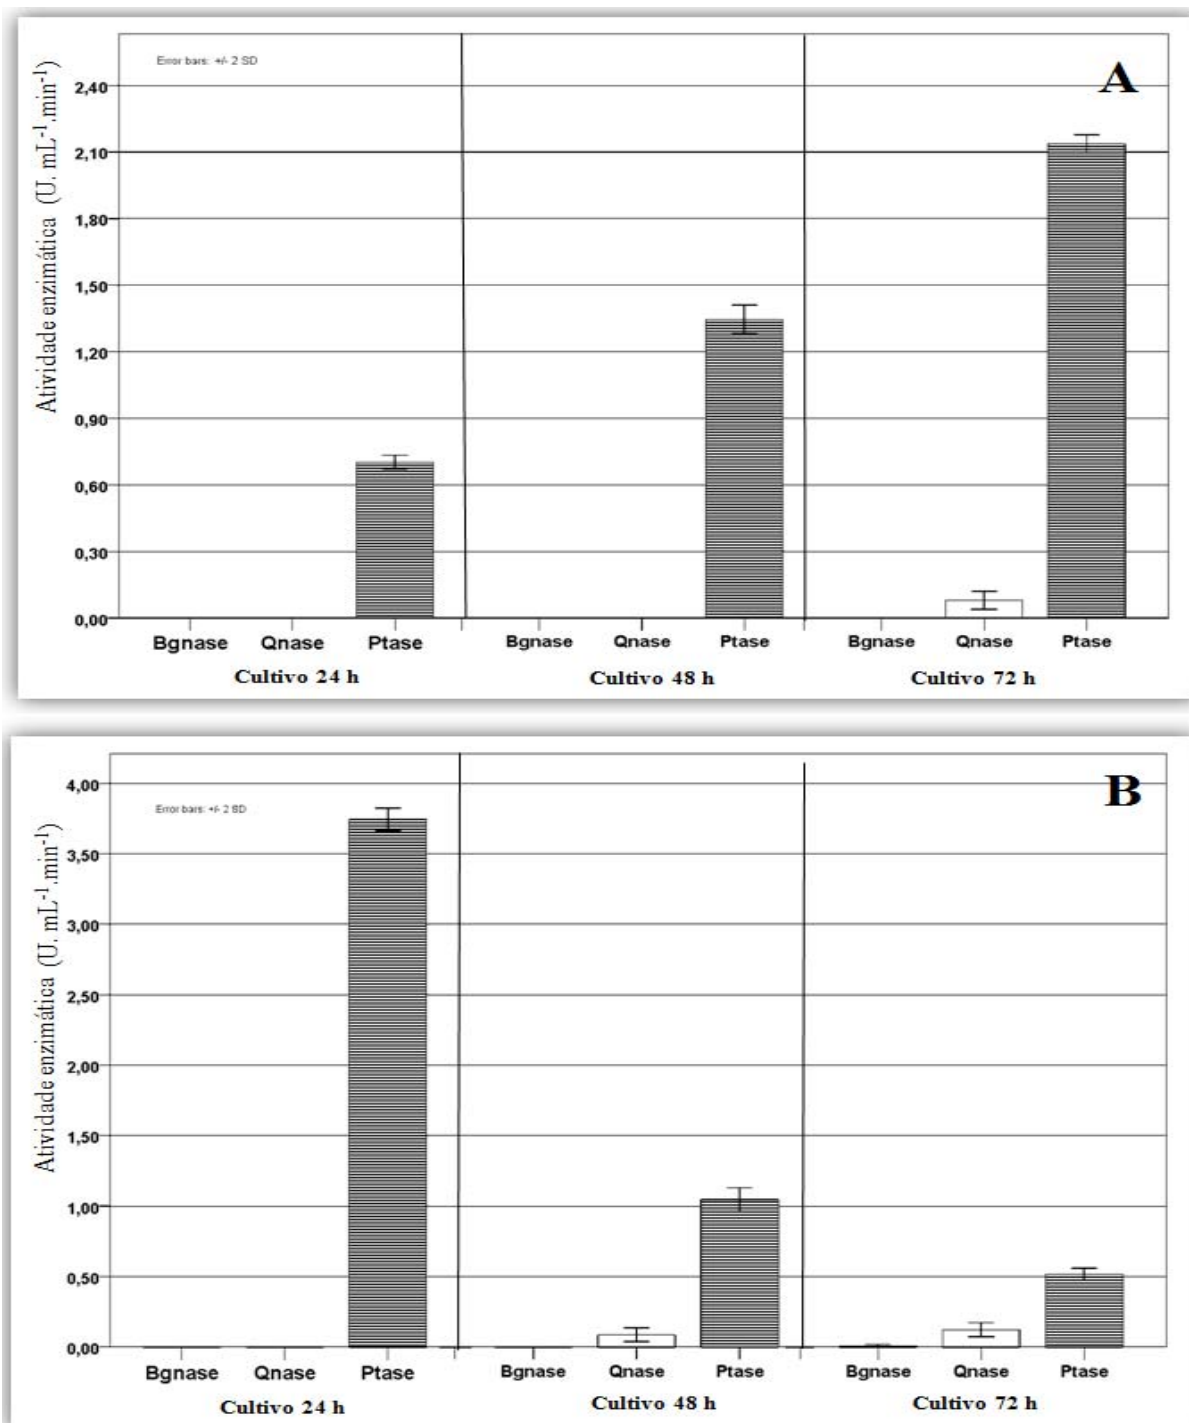 A
Error bars: +/- 2 SD
Atividade enzimática (U. mL-1.min-1)
2,40
2,10
1,80
1,50
1,20
0,90
0,60
0,30
0,00
Bgnase Qnase Ptase Bgnase Qnase Ptase Bgnase Qnase Ptase
Cultivo 24 h Cultivo 48 h Cultivo 72 h
B
Error bars: +/- 2 SD
Atividade enzimática (U. mL-1.min-1)
4,00
3,50
3,00
2,50
2,00
1,50
1,00
0,50
0,00
Bgnase Qnase Ptase Bgnase Qnase Ptase Bgnase Qnase Ptase
Cultivo 24 h Cultivo 48 h Cultivo 72 h